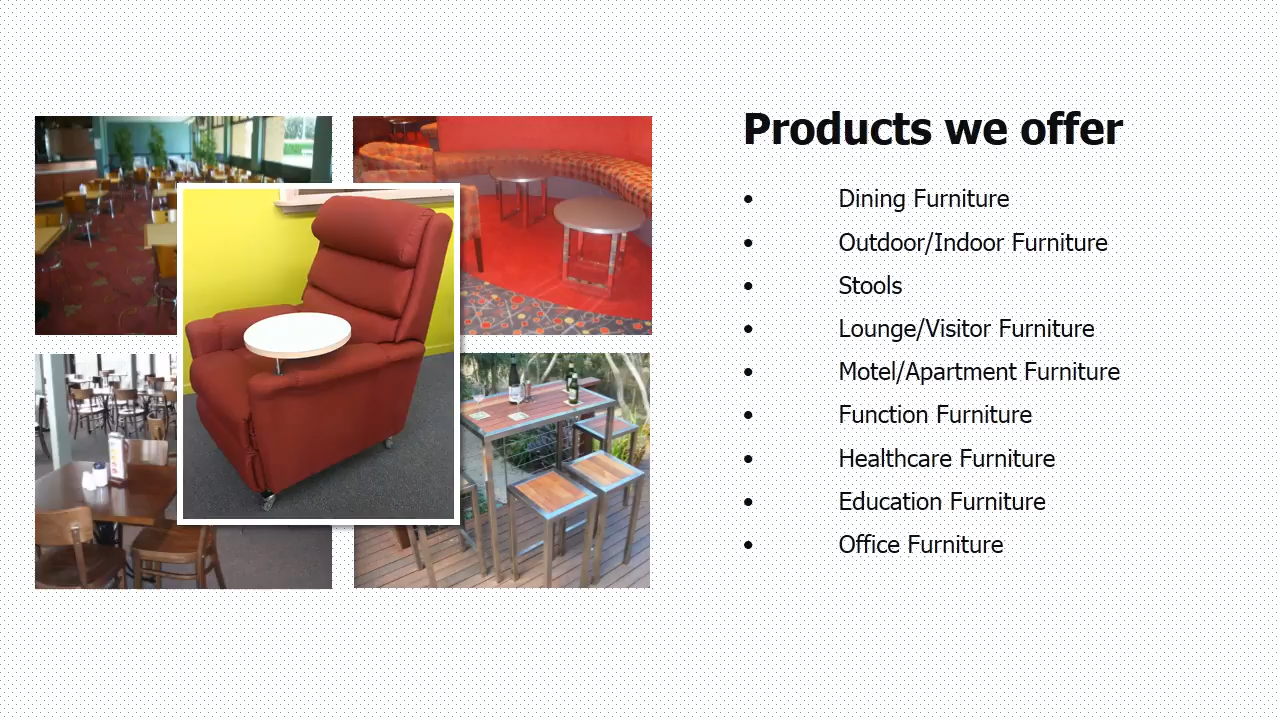 Products we offer
• Dining Furniture
• Outdoor/Indoor Furniture
• Stools
• Lounge/Visitor Furniture
• Motel/Apartment Furniture
• Function Furniture
• Healthcare Furniture
• Education Furniture
• Office Furniture